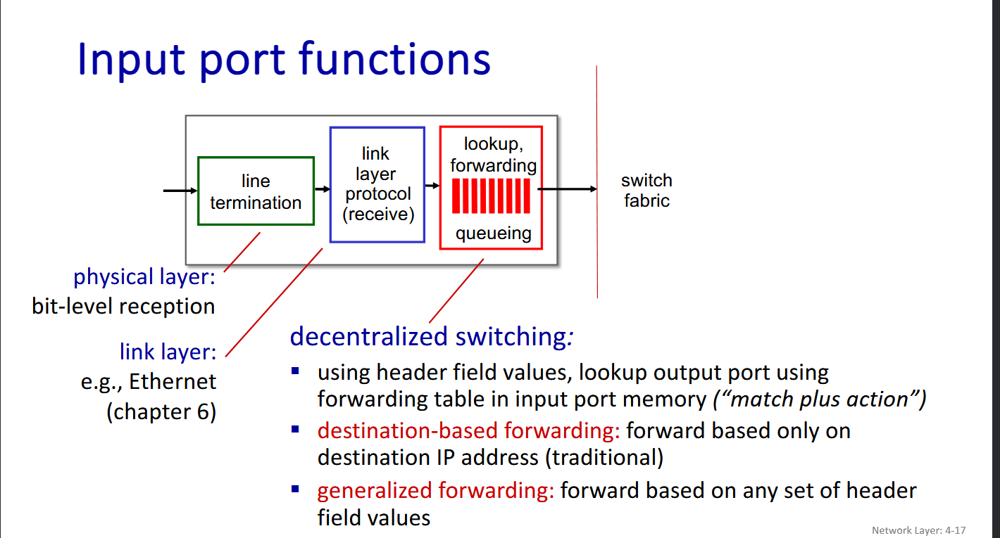 Input port functions
line
termination
link
layer
protocol
(receive)
lookup,
forwarding
queueing
switch
fabric
physical layer:
bit-level reception
link layer:
e.g., Ethernet
(chapter 6)
decentralized switching:
▪ using header field values, lookup output port using
forwarding table in input port memory (“match plus action”)
▪ destination-based forwarding: forward based only on
destination IP address (traditional)
▪ generalized forwarding: forward based on any set of header
field values
Network Layer: 4-17